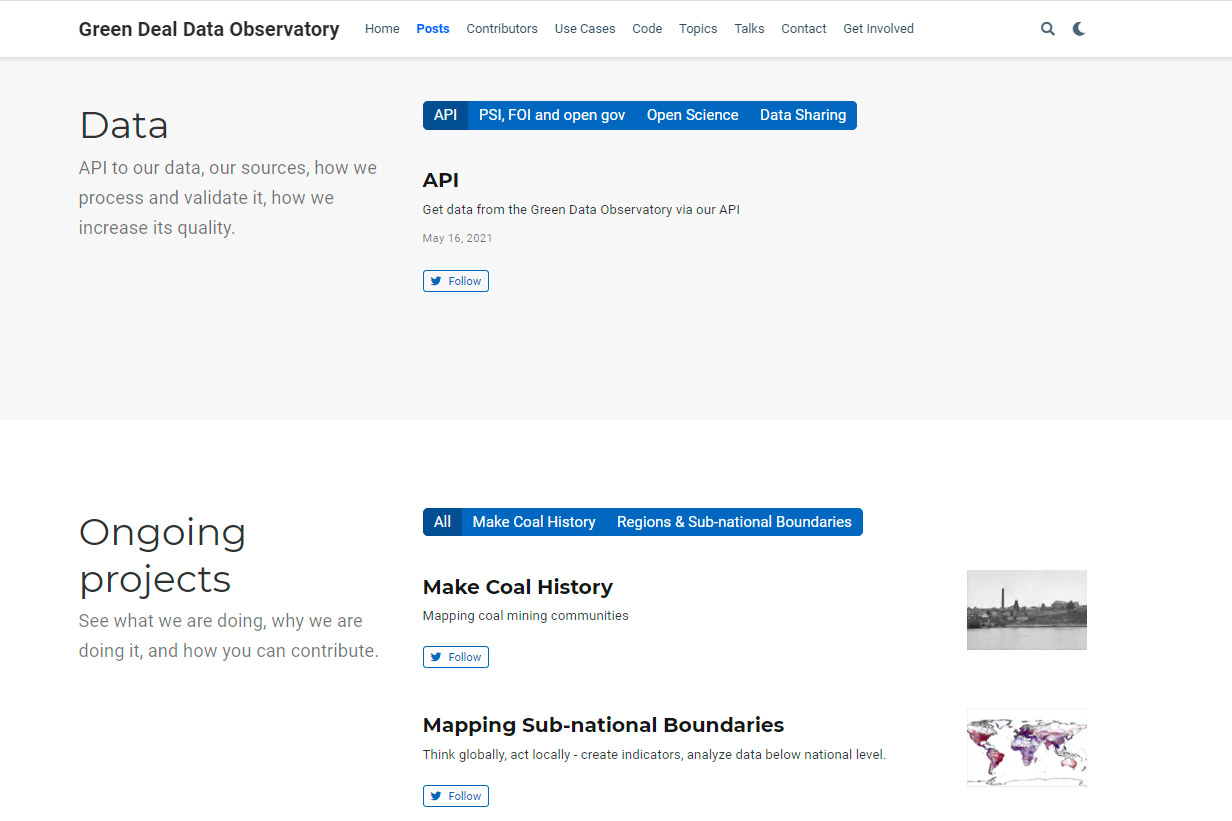 Green Deal Data Observatory Home Posts Contributors Use Cases Code Topics Talks Contact Get Involved
Data
API to our data, our sources, how we
process and validate it, how we
increase its quality.
API PSI, FOI and open gov Open Science Data Sharing
API
Get data from the Green Data Observatory via our API
May 16, 2021
Follow
Ongoing
projects
See what we are doing, why we are
doing it, and how you can contribute.
All Make Coal History Regions & Sub-national Boundaries
Make Coal History
Mapping coal mining communities
Follow
Mapping Sub-national Boundaries
Think globally, act locally - create indicators, analyze data below national level.
Follow